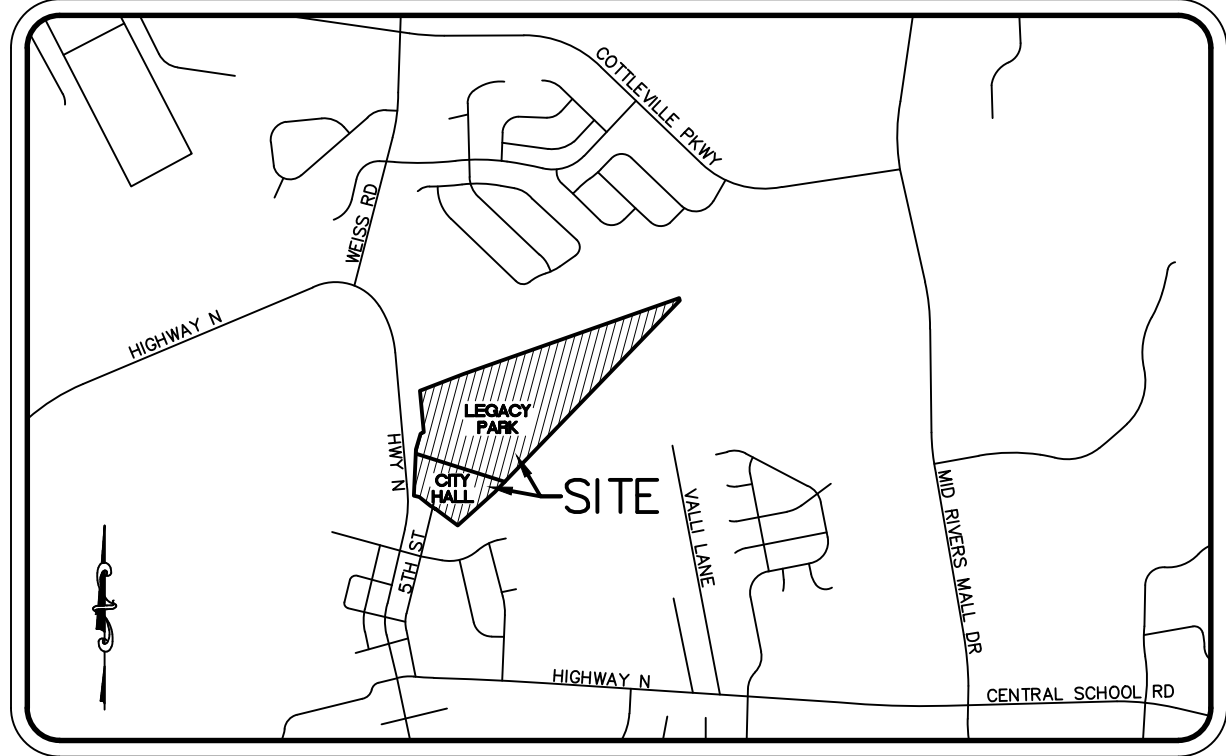 COTTLEVILLE PKWY
WEISS RD
HIGHWAY N
LEGACY
PARK
HWY N
CITY
HALL
SITE
VALLI LANE
MID RIVERS MALL DR
5TH ST
HIGHWAY N
CENTRAL SCHOOL RD